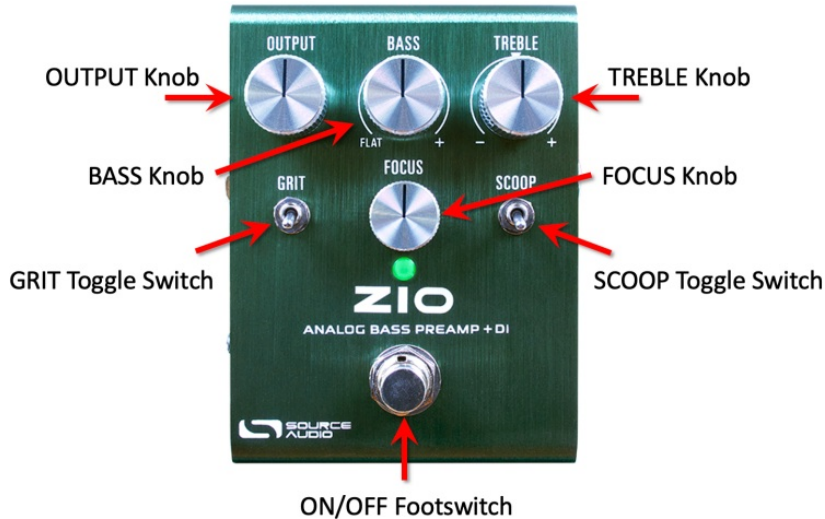 OUTPUT BASS TREBLE
OUTPUT Knob
TREBLE Knob
FLAT + - +
BASS Knob
GRIT FOCUS SCOOP
FOCUS Knob
GRIT Toggle Switch
SCOOP Toggle Switch
ZIO
ANALOG BASS PREAMP + DI
SOURCE
AUDIO
ON/OFF Footswitch